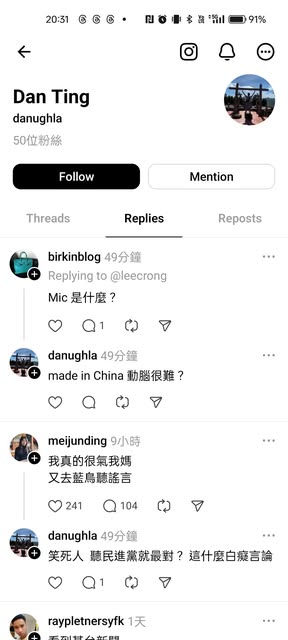 20:31
91%
Dan Ting
danughla
50位粉絲
Follow
Mention
Threads
Replies
Reposts
birkinblog 49分鐘
Replying to @leecrong
Mic 是什麼？
1
danughla 49分鐘
made in China 動腦很難？
meijunding 9小時
我真的很氣我媽
又去藍鳥聽謠言
241
104
danughla 49分鐘
笑死人 聽民進黨就最對？ 這什麼白癡言論
1
raypletnersyfk 1天